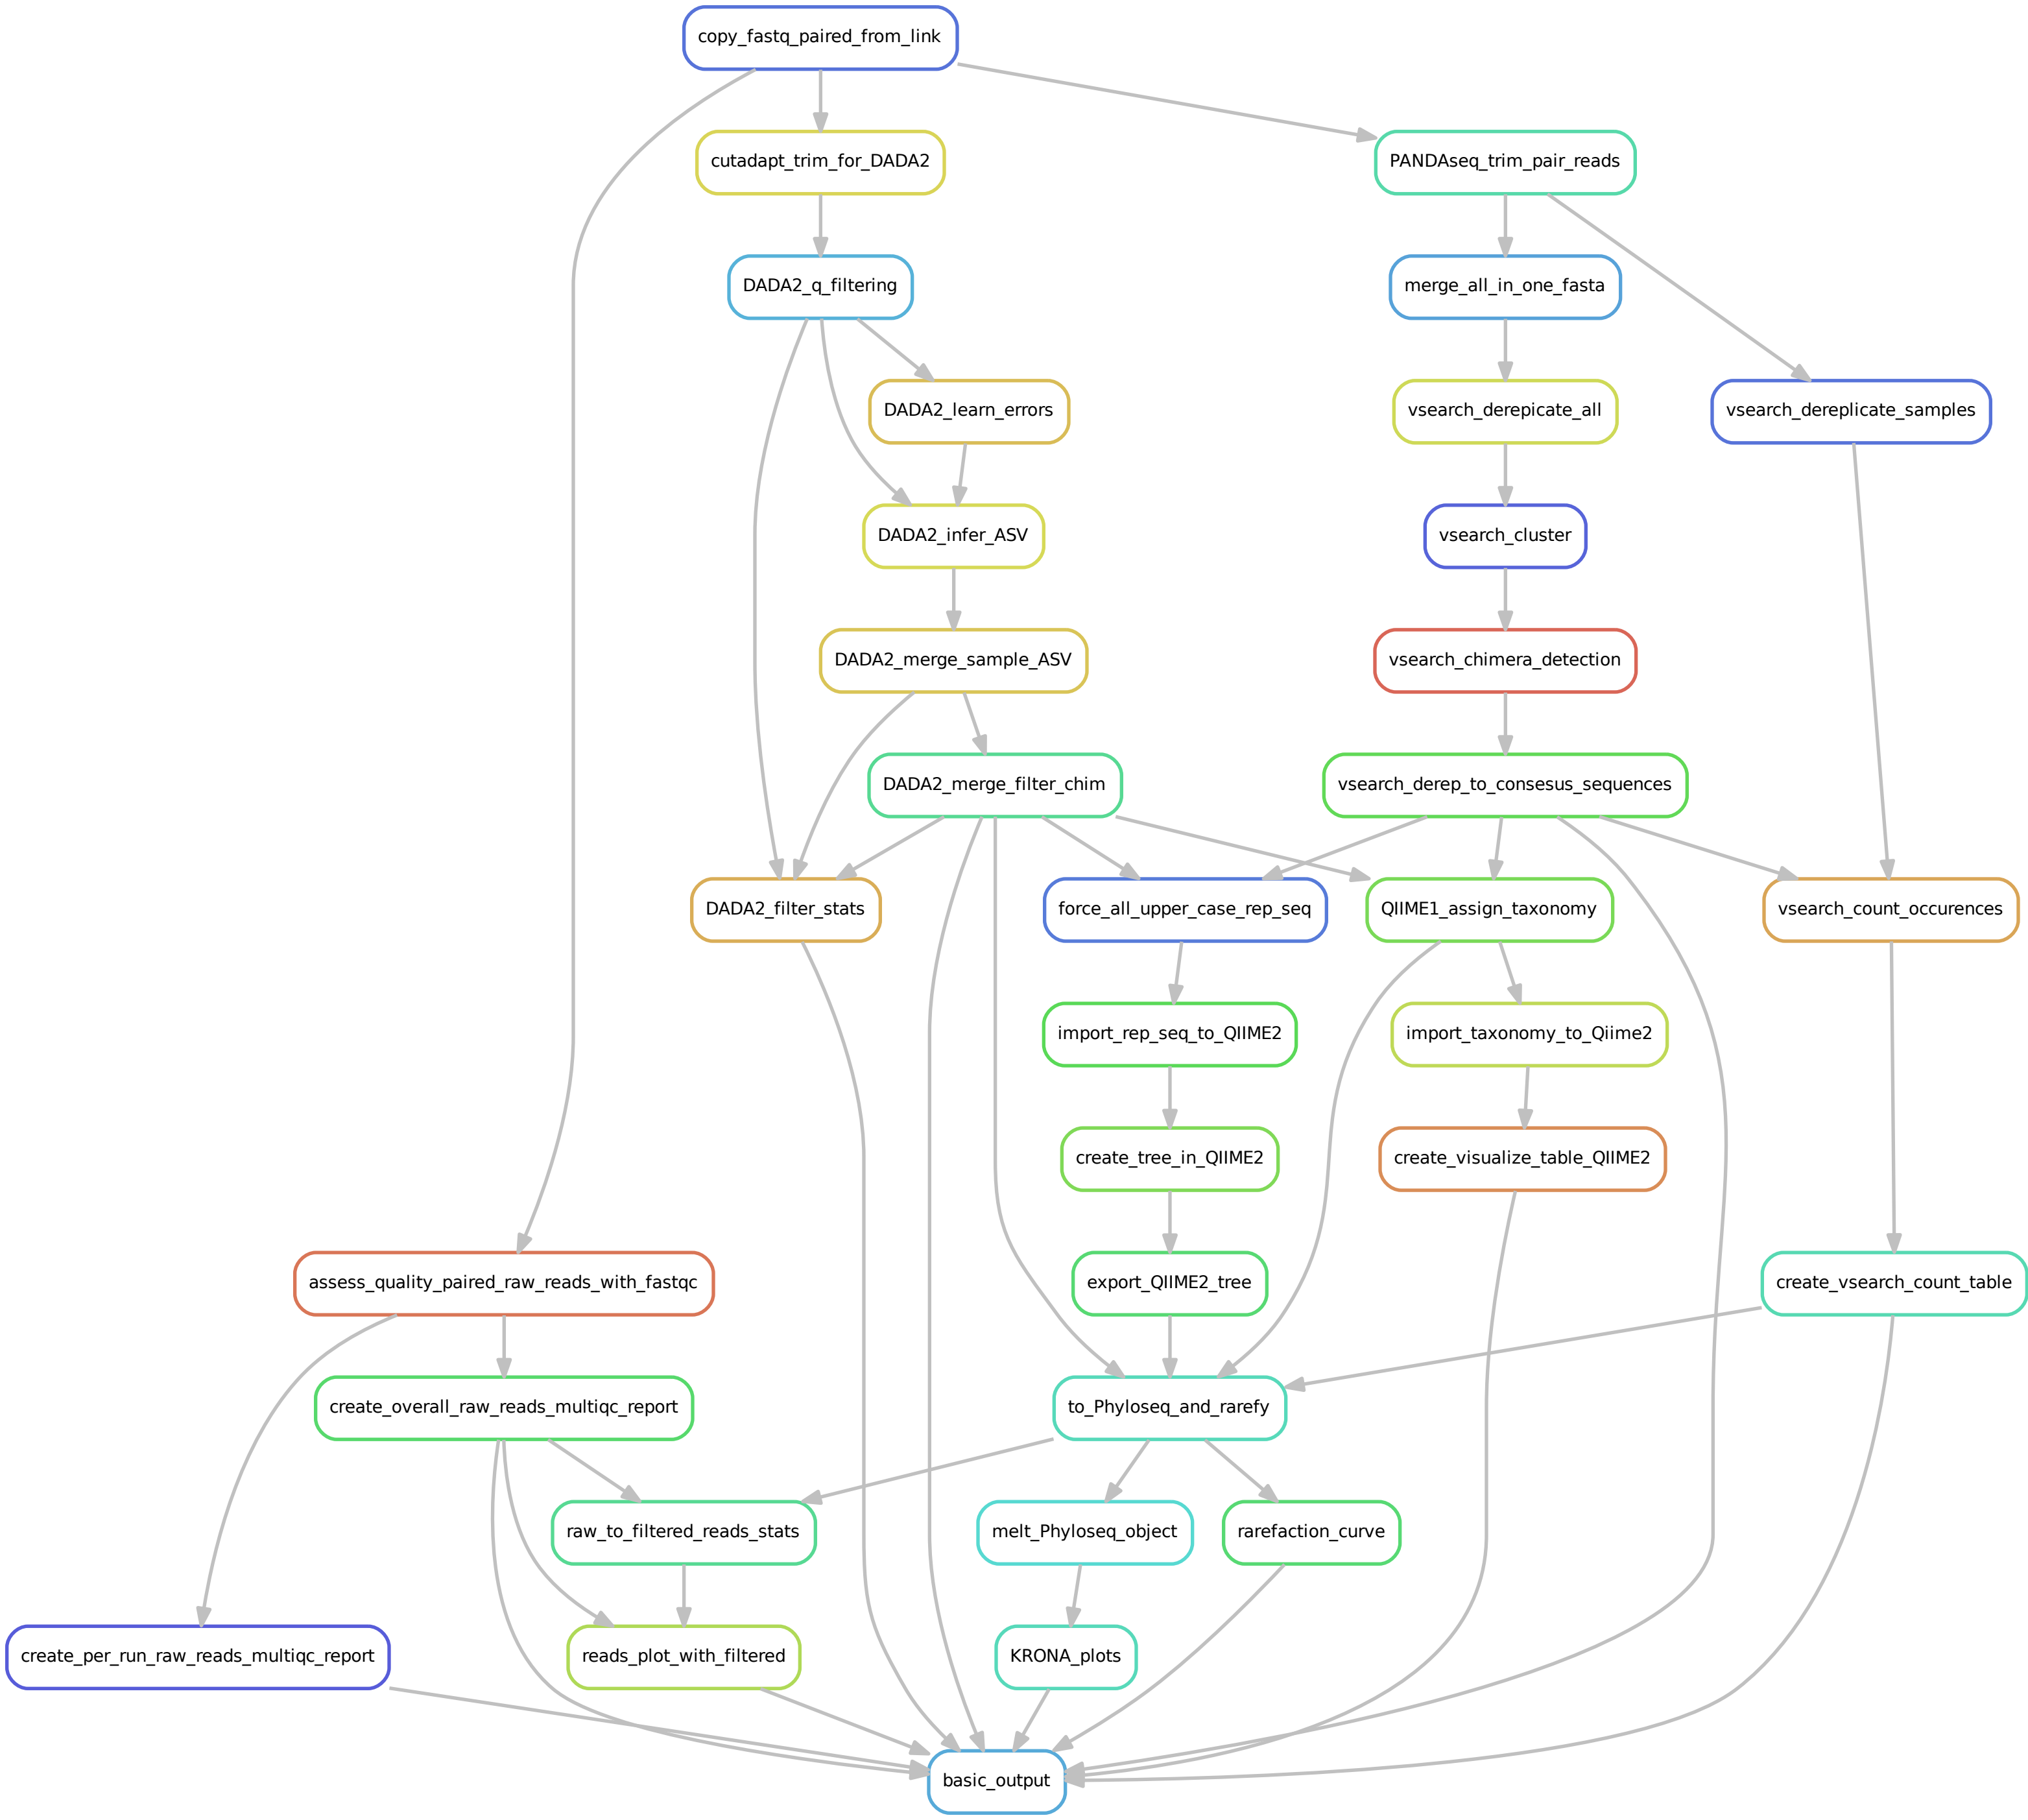 copy_fastq_paired_from_link
cutadapt_trim_for_DADA2
PANDAseq_trim_pair_reads
DADA2_q_filtering
merge_all_in_one_fasta
DADA2_learn_errors
vsearch_derepicate_all
vsearch_dereplicate_samples
DADA2_infer_ASV
vsearch_cluster
DADA2_merge_sample_ASV
vsearch_chimera_detection
DADA2_merge_filter_chim
vsearch_derep_to_consesus_sequences
DADA2_filter_stats
force_all_upper_case_rep_seq
QIIME1_assign_taxonomy
vsearch_count_occurences
import_rep_seq_to_QIIME2
import_taxonomy_to_Qiime2
create_tree_in_QIIME2
create_visualize_table_QIIME2
assess_quality_paired_raw_reads_with_fastqc
export_QIIME2_tree
create_vsearch_count_table
create_overall_raw_reads_multiqc_report
to_Phyloseq_and_rarefy
raw_to_filtered_reads_stats
melt_Phyloseq_object
rarefaction_curve
create_per_run_raw_reads_multiqc_report
reads_plot_with_filtered
KRONA_plots
basic_output